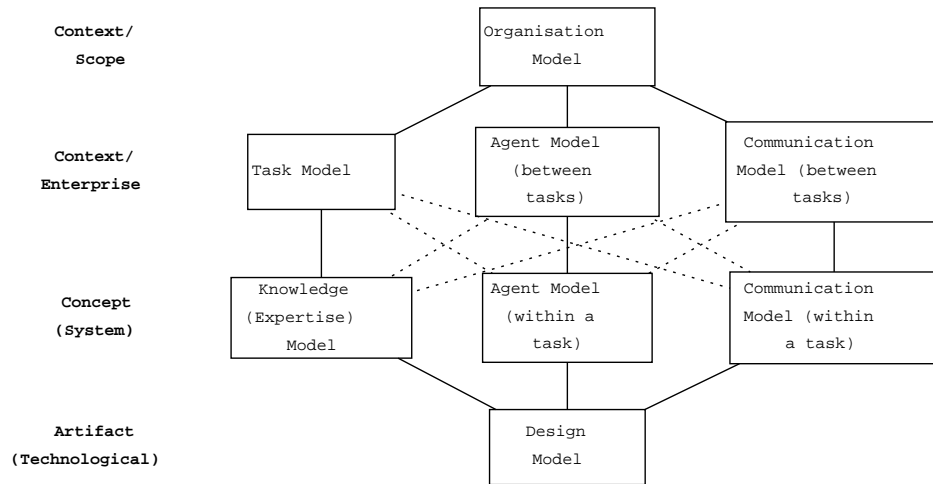 Context/
Scope
Organisation
Model
Context/
Enterprise
Task Model
Agent Model
(between
tasks)
Communication
Model (between
tasks)
Concept
(System)
Knowledge
(Expertise)
Model
Agent Model
(within a
task)
Communication
Model (within
a task)
Artifact
(Technological)
Design
Model